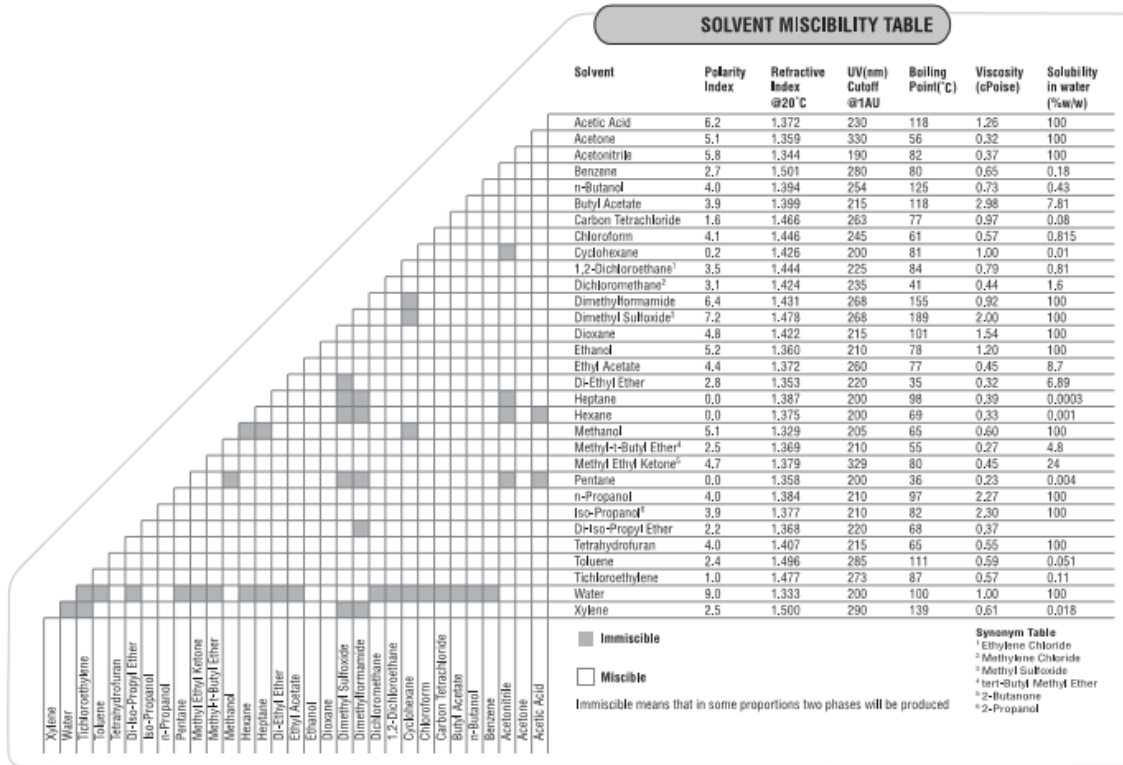 SOLVENT MISCIBILITY TABLE
Solvent Polarity Index Refractive Index @20°C UV(nm) Cutoff @1AU Boiling Point(°C) Viscosity (cPoise) Solubility in water (%w/w)
Acetic Acid 6.2 1.372 230 118 1.26 100
Acetone 5.1 1.359 330 56 0.32 100
Acetonitrile 5.8 1.344 190 82 0.37 100
Benzene 2.7 1.501 280 80 0.65 0.18
n-Butanol 4.0 1.394 254 125 0.73 0.43
Butyl Acetate 3.9 1.399 215 118 2.98 7.81
Carbon Tetrachloride 1.6 1.466 263 77 0.97 0.08
Chloroform 4.1 1.446 245 61 0.57 0.815
Cyclohexane 0.2 1.426 200 81 1.00 0.01
1,2-Dichloroethane¹ 3.5 1.444 225 84 0.79 0.81
Dichloromethane² 3.1 1.424 235 41 0.44 1.6
Dimethylformamide 6.4 1.431 268 155 0.92 100
Dimethyl Sulfoxide³ 7.2 1.478 268 189 2.00 100
Dioxane 4.8 1.422 215 101 1.54 100
Ethanol 5.2 1.360 210 78 1.20 100
Ethyl Acetate 4.4 1.372 260 77 0.45 8.7
Di-Ethyl Ether 2.8 1.353 220 35 0.32 6.89
Heptane 0.0 1.387 200 98 0.39 0.0003
Hexane 0.0 1.375 200 69 0.33 0.001
Methanol 5.1 1.329 205 65 0.60 100
Methyl-t-Butyl Ether⁴ 2.5 1.369 210 55 0.27 4.8
Methyl Ethyl Ketone⁵ 4.7 1.379 329 80 0.45 24
Pentane 0.0 1.358 200 36 0.23 0.004
n-Propanol 4.0 1.384 210 97 2.27 100
Iso-Propanol⁶ 3.9 1.377 210 82 2.30 100
Di-Iso-Propyl Ether 2.2 1.368 220 68 0.37
Tetrahydrofuran 4.0 1.407 215 65 0.55 100
Toluene 2.4 1.496 285 111 0.59 0.051
Tichloroethylene 1.0 1.477 273 87 0.57 0.11
Water 9.0 1.333 200 100 1.00 100
Xylene 2.5 1.500 290 139 0.61 0.018
Xylene
Water
Tichloroethylene
Toluene
Tetrahydrofuran
Di-Iso-Propyl Ether
Iso-Propanol
n-Propanol
Pentane
Methyl Ethyl Ketone
Methyl-t-Butyl Ether
Methanol
Hexane
Heptane
Di-Ethyl Ether
Ethyl Acetate
Ethanol
Dioxane
Dimethyl Sulfoxide
Dimethylformamide
Dichloromethane
1,2-Dichloroethane
Cyclohexane
Chloroform
Carbon Tetrachloride
Butyl Acetate
n-Butanol
Benzene
Acetonitrile
Acetone
Acetic Acid
Immiscible
Miscible
Immiscible means that in some proportions two phases will be produced
Synonym Table
¹ Ethylene Chloride
² Methylene Chloride
³ Methyl Sulfoxide
⁴ tert-Butyl Methyl Ether
⁵ 2-Butanone
⁶ 2-Propanol